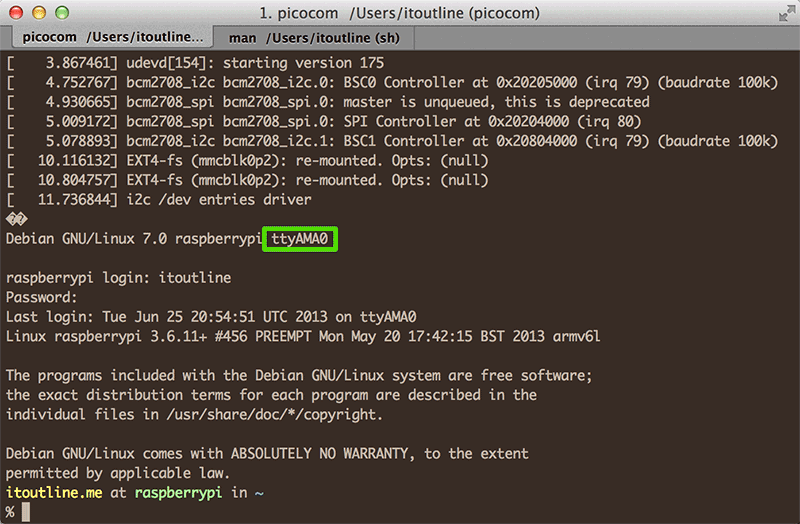 1. picocom /Users/itoutline (picocom)
picocom /Users/itoutline... man /Users/itoutline (sh)
[    3.867461] udevd[154]: starting version 175
[    4.752767] bcm2708_i2c bcm2708_i2c.0: BSC0 Controller at 0x20205000 (irq 79) (baudrate 100k)
[    4.930665] bcm2708_spi bcm2708_spi.0: master is unqueued, this is deprecated
[    5.009172] bcm2708_spi bcm2708_spi.0: SPI Controller at 0x20204000 (irq 80)
[    5.078893] bcm2708_i2c bcm2708_i2c.1: BSC1 Controller at 0x20804000 (irq 79) (baudrate 100k)
[   10.116132] EXT4-fs (mmcblk0p2): re-mounted. Opts: (null)
[   10.804757] EXT4-fs (mmcblk0p2): re-mounted. Opts: (null)
[   11.736844] i2c /dev entries driver
��
Debian GNU/Linux 7.0 raspberrypi ttyAMA0
raspberrypi login: itoutline
Password:
Last login: Tue Jun 25 20:54:51 UTC 2013 on ttyAMA0
Linux raspberrypi 3.6.11+ #456 PREEMPT Mon May 20 17:42:15 BST 2013 armv6l
The programs included with the Debian GNU/Linux system are free software;
the exact distribution terms for each program are described in the
individual files in /usr/share/doc/*/copyright.
Debian GNU/Linux comes with ABSOLUTELY NO WARRANTY, to the extent
permitted by applicable law.
itoutline.me at raspberrypi in ~
%